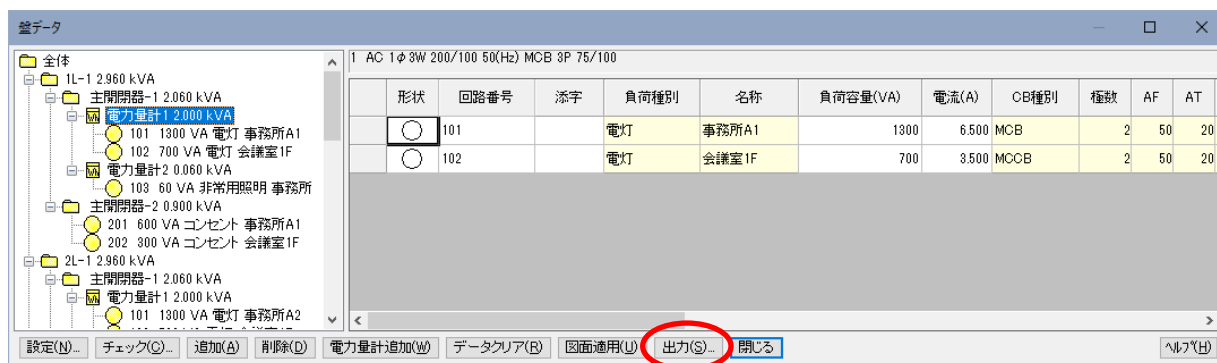 盤データ
全体
1L-1 2.960 kVA
主開閉器-1 2.060 kVA
電力量計1 2.000 kVA
101 1300 VA 電灯 事務所A1
102 700 VA 電灯 会議室1F
電力量計2 0.060 kVA
103 60 VA 非常用照明 事務所
主開閉器-2 0.900 kVA
201 600 VA コンセント 事務所A1
202 300 VA コンセント 会議室1F
2L-1 2.960 kVA
主開閉器-1 2.060 kVA
電力量計1 2.000 kVA
101 1300 VA 電灯 事務所A2
1 AC 1φ3W 200/100 50(Hz) MCB 3P 75/100
形状 回路番号 添字 負荷種別 名称 負荷容量(VA) 電流(A) CB種別 極数 AF AT
101 電灯 事務所A1 1300 6.500 MCB 2 50 20
102 電灯 会議室1F 700 3.500 MCCB 2 50 20
設定(N)... チェック(C)... 追加(A) 削除(D) 電力量計追加(W) データクリア(R) 図面適用(U) 出力(S)... 閉じる ヘルプ(H)